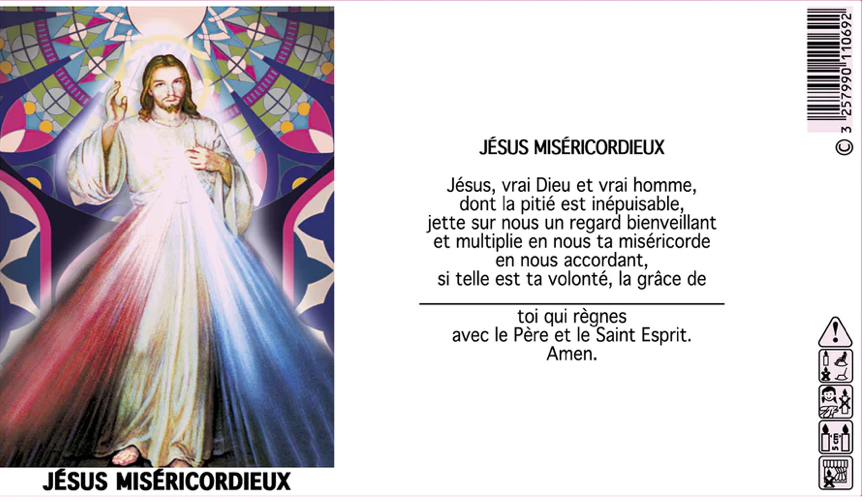 JÉSUS MISÉRICORDIEUX
JÉSUS MISÉRICORDIEUX
Jésus, vrai Dieu et vrai homme,
dont la pitié est inépuisable,
jette sur nous un regard bienveillant
et multiplie en nous ta miséricorde
en nous accordant,
si telle est ta volonté, la grâce de
toi qui règnes
avec le Père et le Saint Esprit.
Amen.
3 257990 110692
©